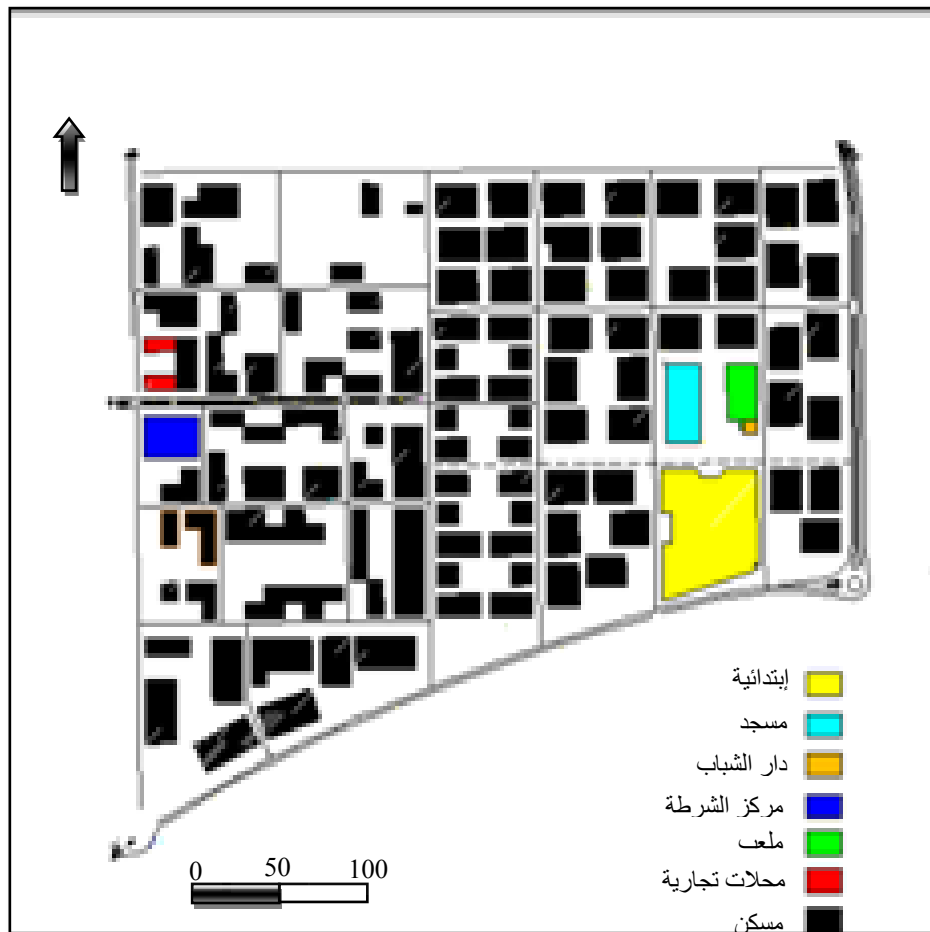 إبتدائية
مسجد
دار الشباب
مركز الشرطة
ملعب
محلات تجارية
مسكن
0 50 100